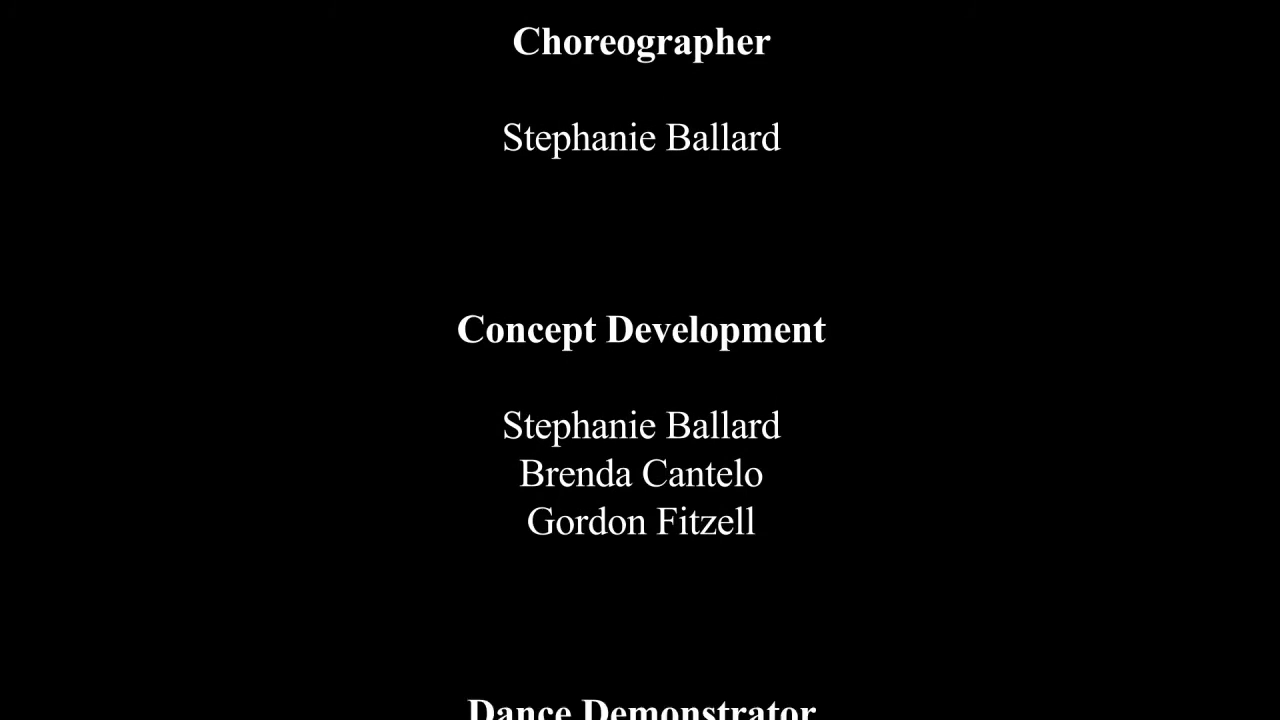 Choreographer
Stephanie Ballard
Concept Development
Stephanie Ballard
Brenda Cantelo
Gordon Fitzell
Dance Demonstrator